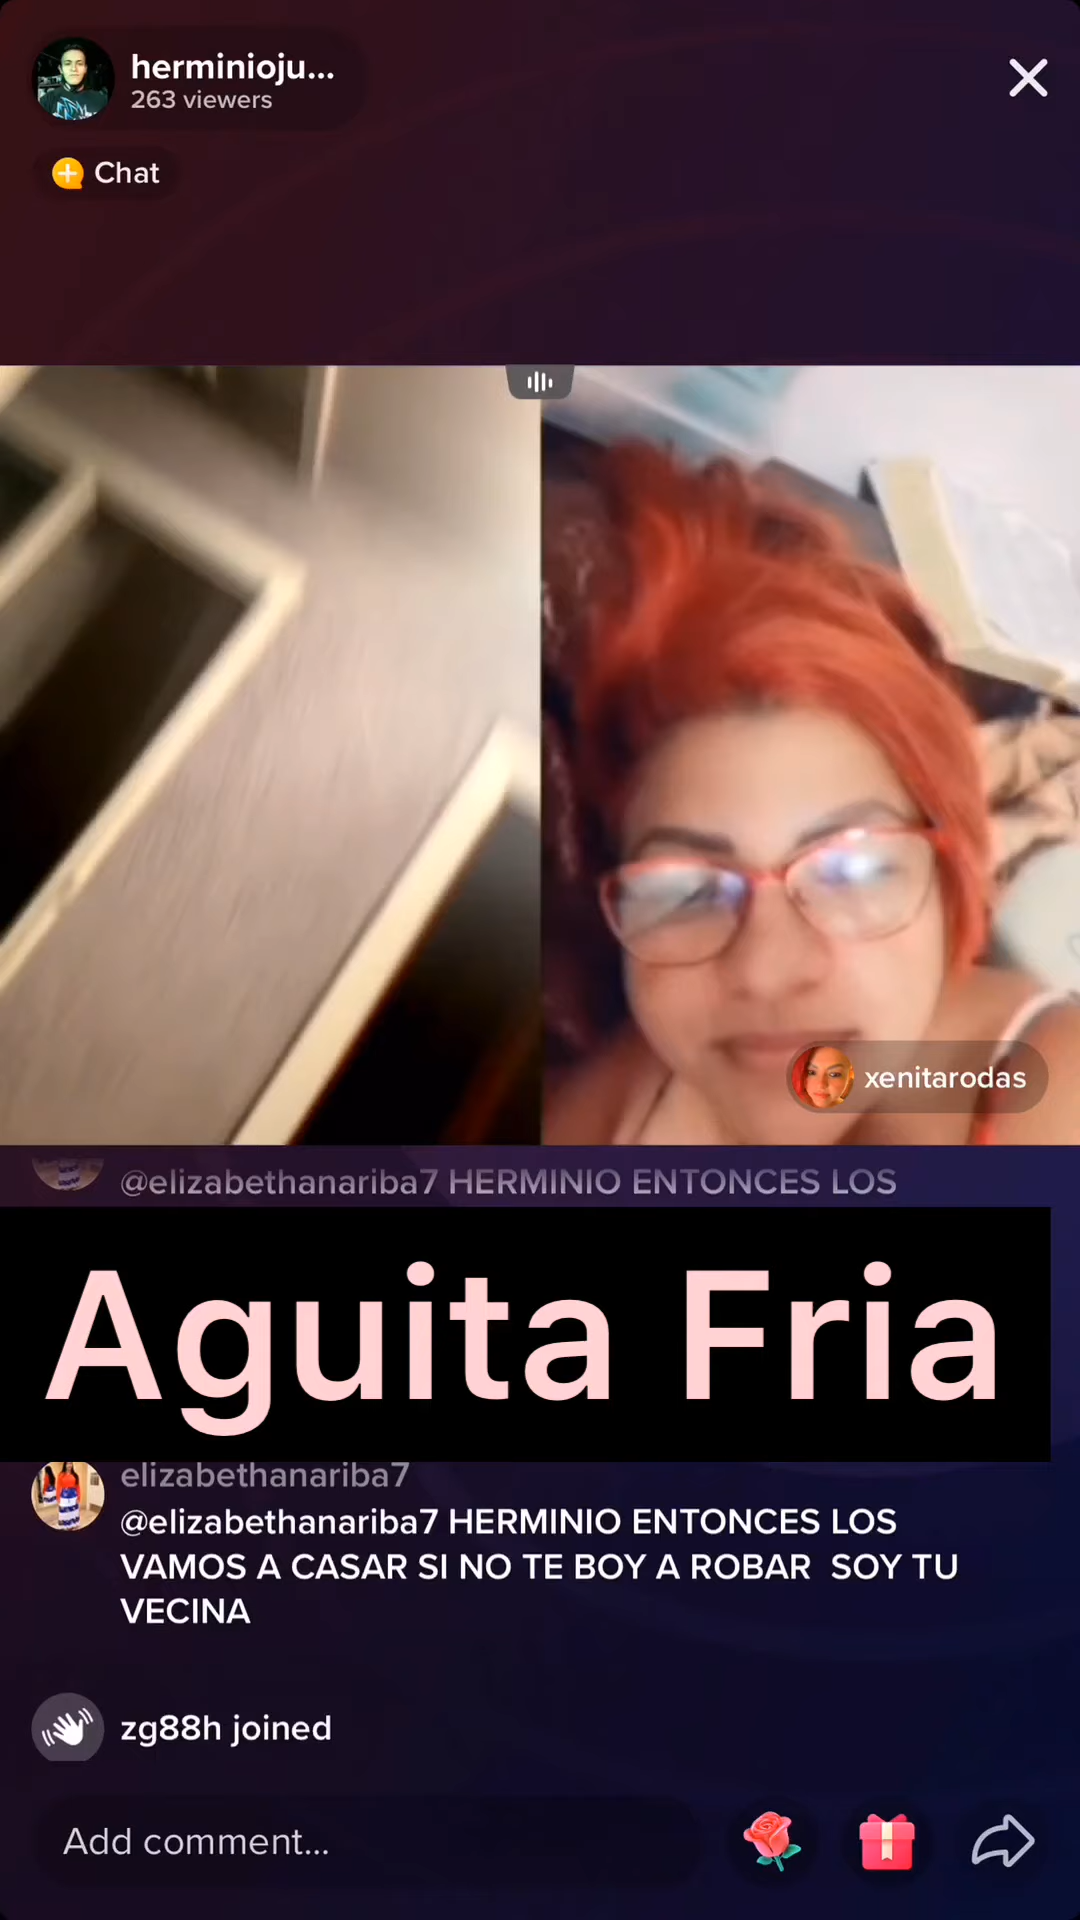 herminioju...
263 viewers
Chat
xenitarodas
@elizabethanariba7 HERMINIO ENTONCES LOS
Aguita Fria
elizabethanariba7
@elizabethanariba7 HERMINIO ENTONCES LOS
VAMOS A CASAR SI NO TE BOY A ROBAR SOY TU
VECINA
zg88h joined
Add comment...